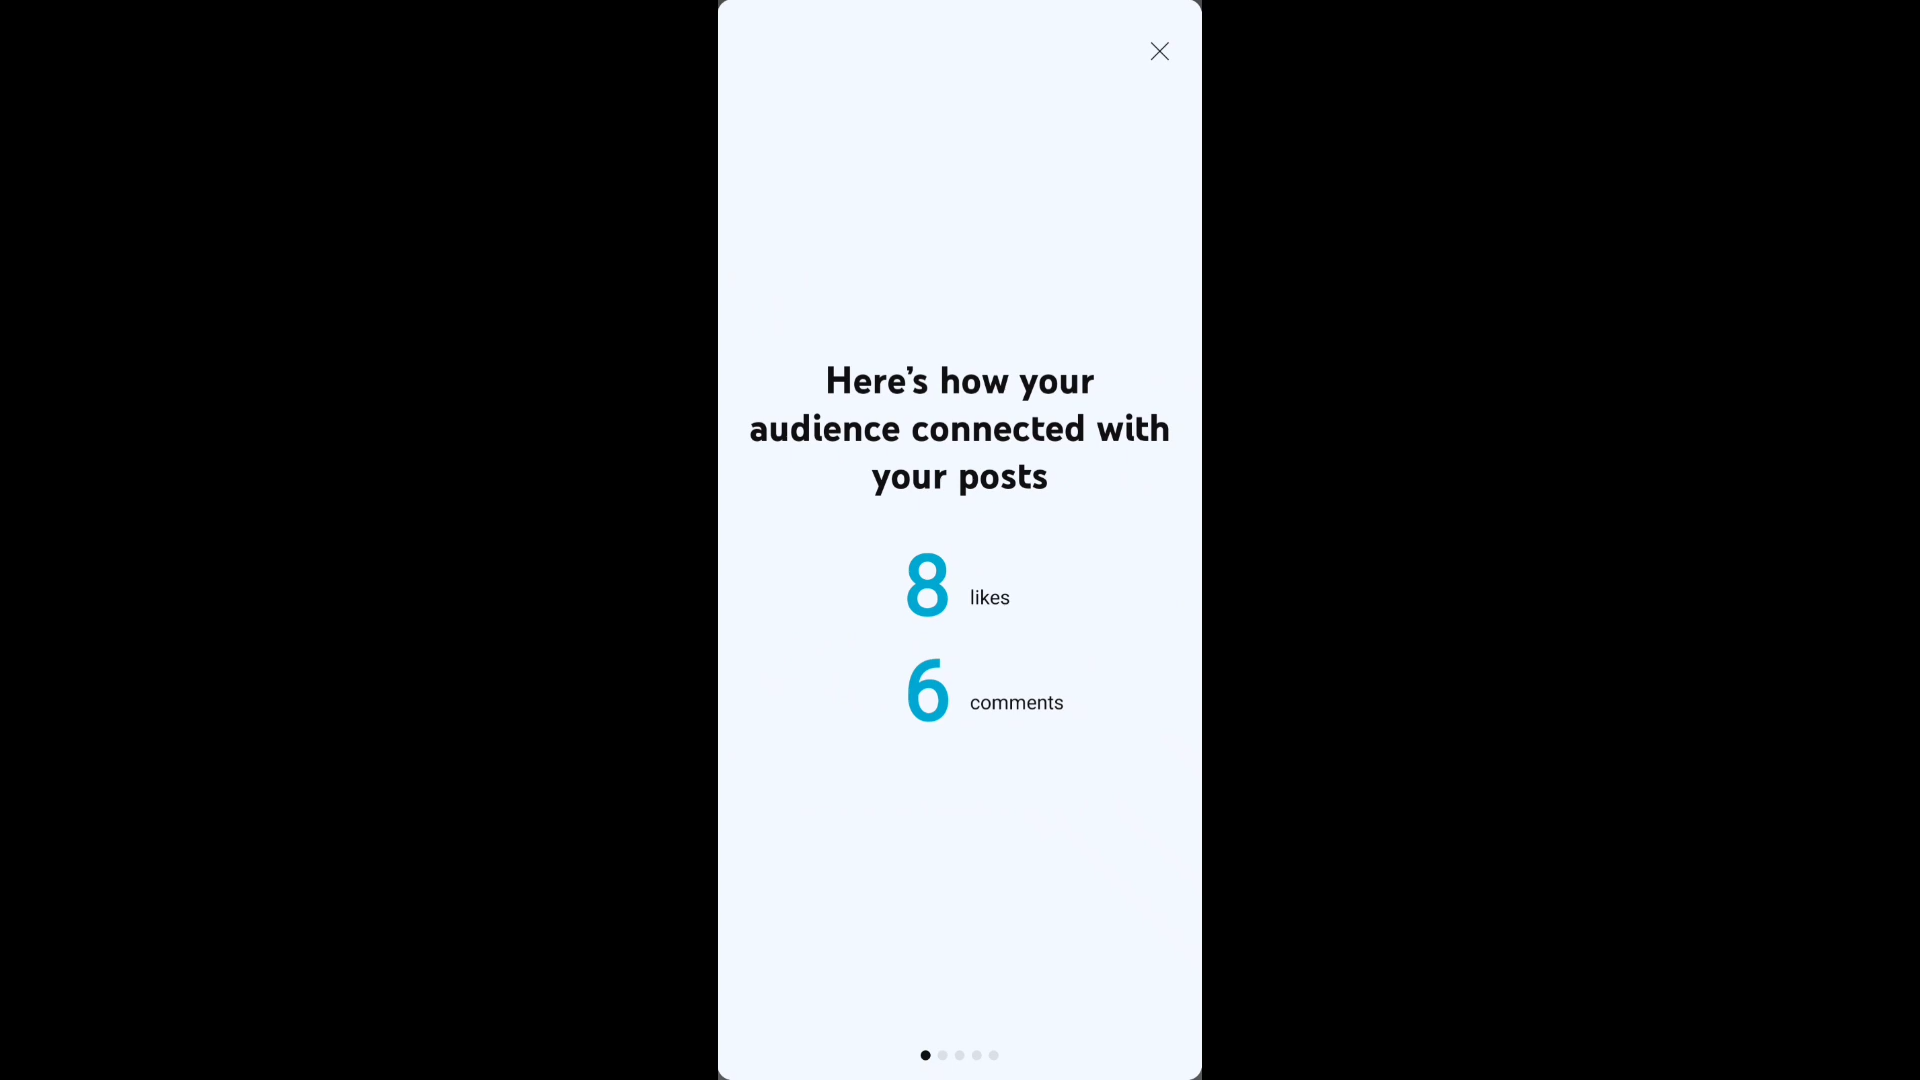 Here’s how your
audience connected with
your posts
8 likes
6 comments